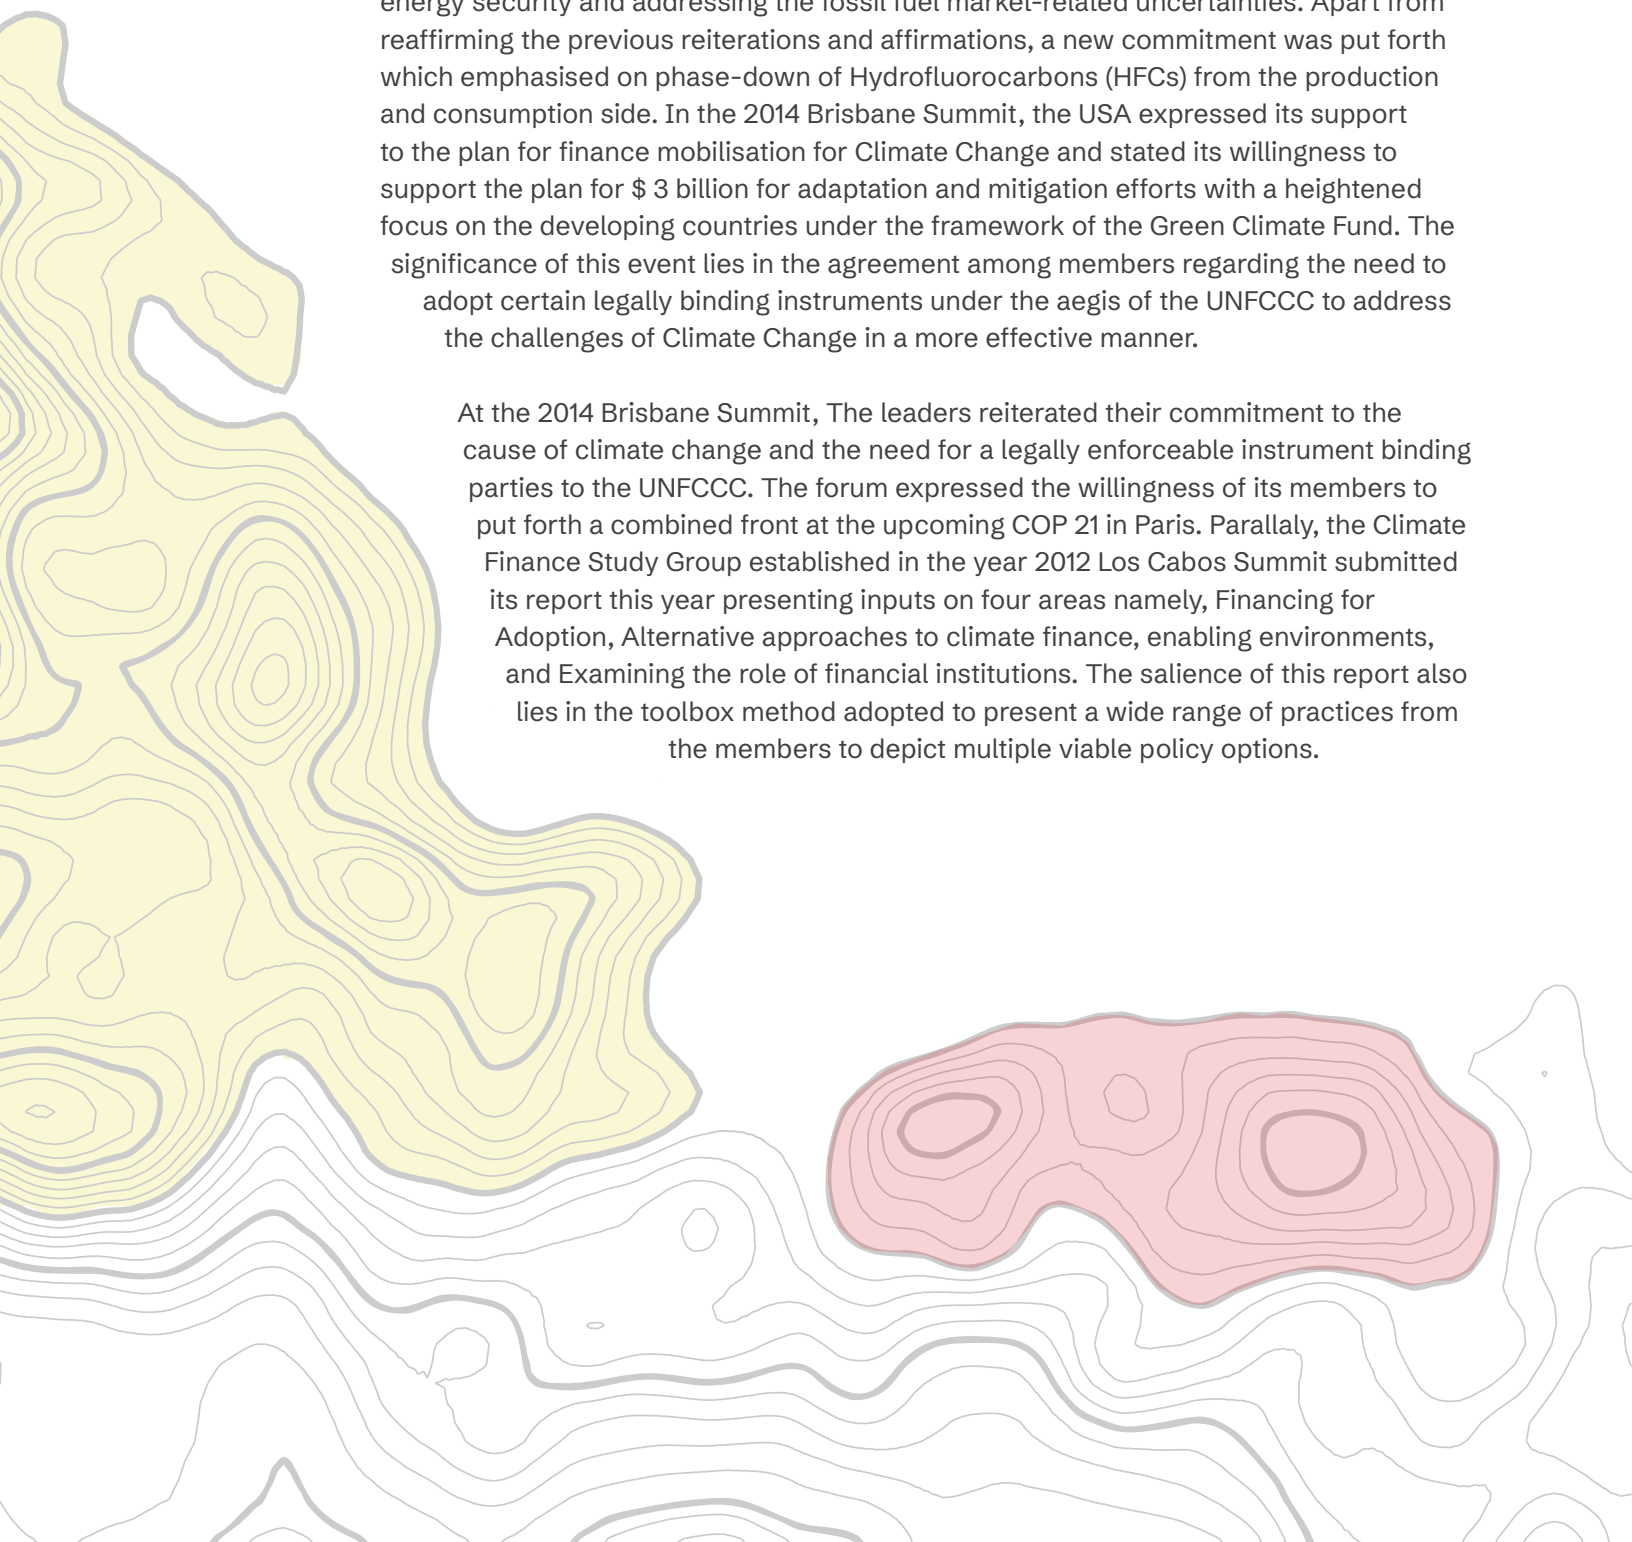 energy security and addressing the fossil fuel market-related uncertainties. Apart from
reaffirming the previous reiterations and affirmations, a new commitment was put forth
which emphasised on phase-down of Hydrofluorocarbons (HFCs) from the production
and consumption side. In the 2014 Brisbane Summit, the USA expressed its support
to the plan for finance mobilisation for Climate Change and stated its willingness to
support the plan for $ 3 billion for adaptation and mitigation efforts with a heightened
focus on the developing countries under the framework of the Green Climate Fund. The
significance of this event lies in the agreement among members regarding the need to
adopt certain legally binding instruments under the aegis of the UNFCCC to address
the challenges of Climate Change in a more effective manner.
At the 2014 Brisbane Summit, The leaders reiterated their commitment to the
cause of climate change and the need for a legally enforceable instrument binding
parties to the UNFCCC. The forum expressed the willingness of its members to
put forth a combined front at the upcoming COP 21 in Paris. Parallaly, the Climate
Finance Study Group established in the year 2012 Los Cabos Summit submitted
its report this year presenting inputs on four areas namely, Financing for
Adoption, Alternative approaches to climate finance, enabling environments,
and Examining the role of financial institutions. The salience of this report also
lies in the toolbox method adopted to present a wide range of practices from
the members to depict multiple viable policy options.